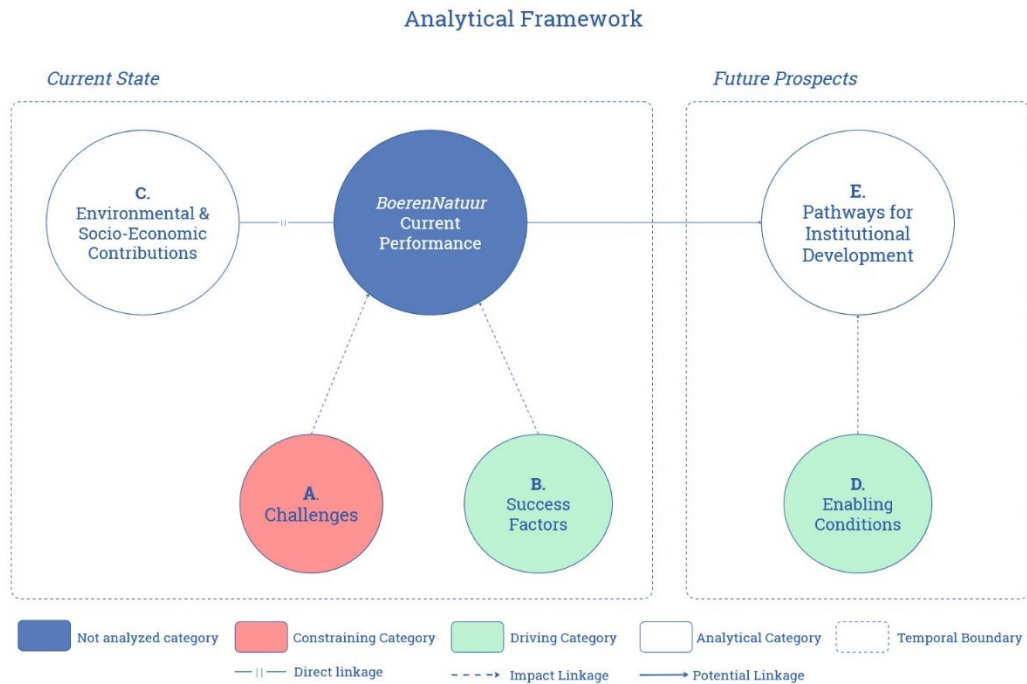 Analytical Framework
Current State
Future Prospects
C.
Environmental &
Socio-Economic
Contributions
BoerenNatuur
Current
Performance
E.
Pathways for
Institutional
Development
A.
Challenges
B.
Success
Factors
D.
Enabling
Conditions
Not analyzed category
Constraining Category
Driving Category
Analytical Category
Temporal Boundary
Direct linkage
Impact Linkage
Potential Linkage